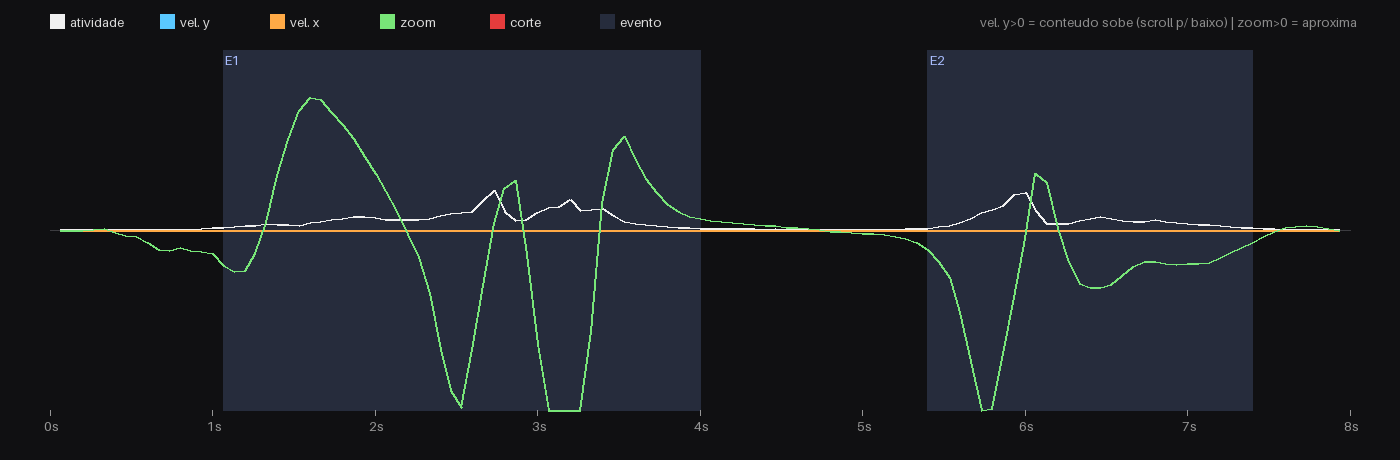 atividade vel. y vel. x zoom corte evento vel. y>0 = conteudo sobe (scroll p/ baixo) | zoom>0 = aproxima
E1 E2
0s 1s 2s 3s 4s 5s 6s 7s 8s